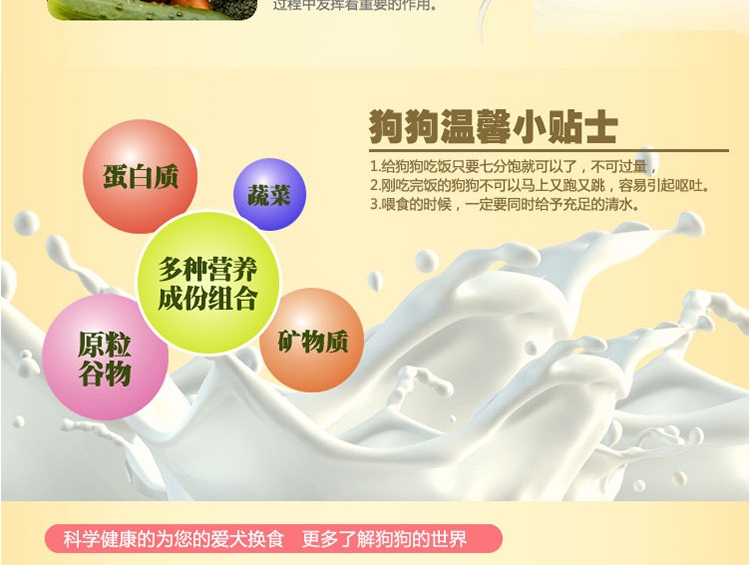 过程中发挥着重要的作用。
狗狗温馨小贴士
1.给狗狗吃饭只要七分饱就可以了，不可过量，
2.刚吃完饭的狗狗不可以马上又跑又跳，容易引起呕吐。
3.喂食的时候，一定要同时给予充足的清水。
蛋白质
蔬菜
多种营养
成份组合
原粒
谷物
矿物质
科学健康的为您的爱犬换食 更多了解狗狗的世界